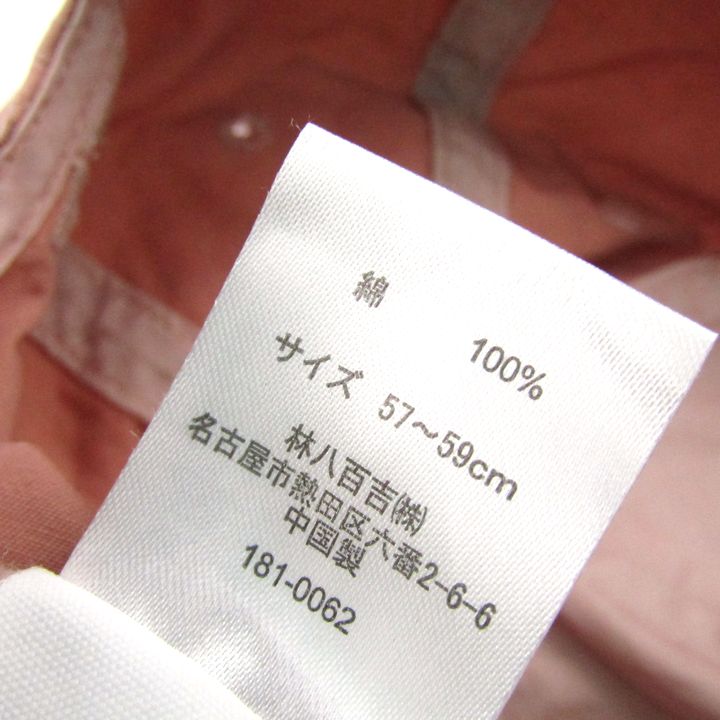 綿 100%
サイズ 57～59cm
林八百吉㈱
名古屋市熱田区六番2-6-6
中国製
181-0062